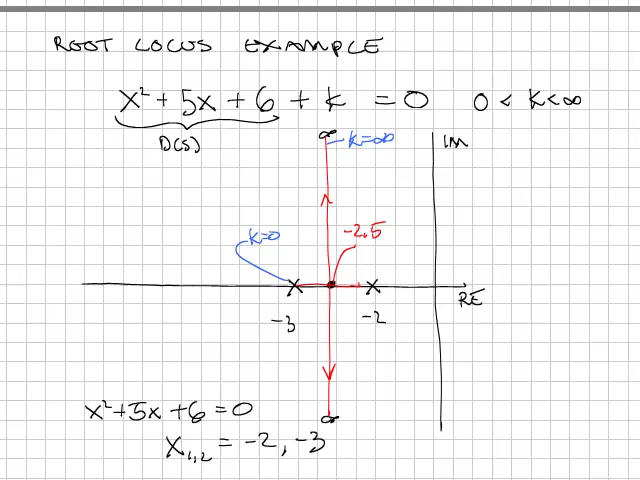 ROOT LOCUS EXAMPLE
x² + 5x + 6 + k = 0   0 < k < ∞
D(s)
∞ k=∞
IM
k=0
-2.5
x x
RE
-3 -2
x²+5x+6=0
∞
x₁,₂ = -2, -3